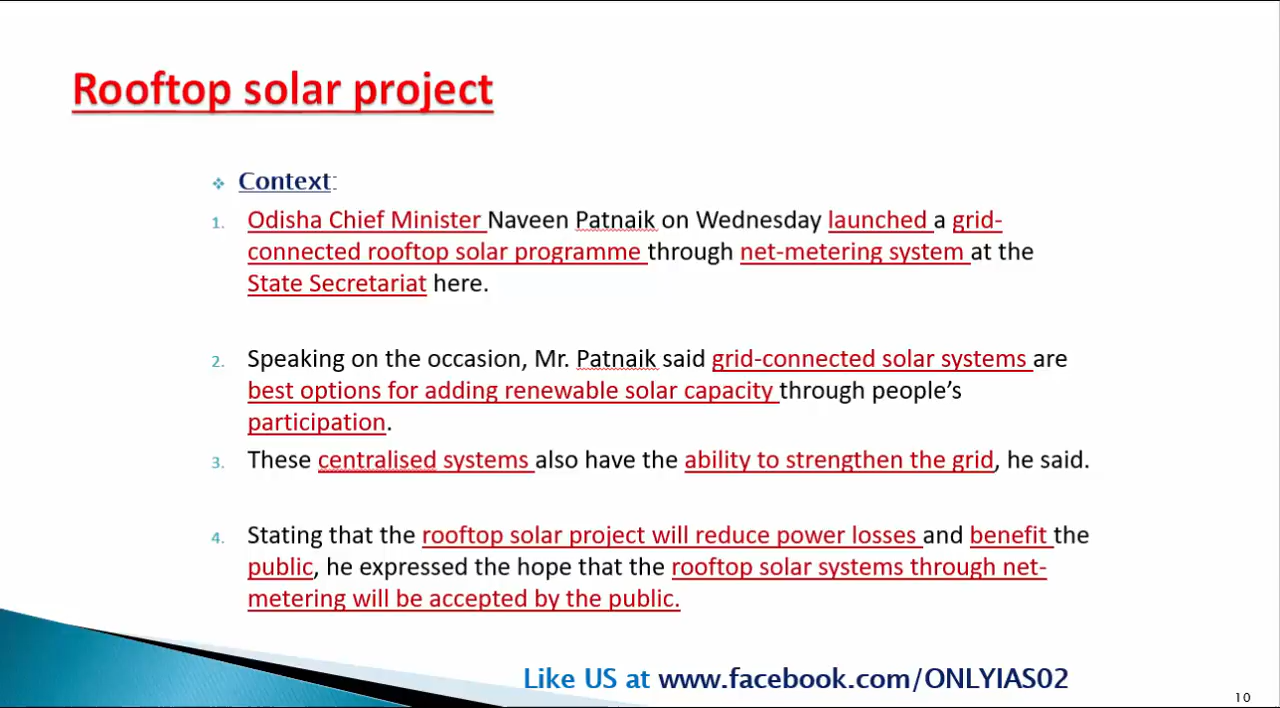 Rooftop solar project
❖ Context:
1. Odisha Chief Minister Naveen Patnaik on Wednesday launched a grid-
connected rooftop solar programme through net-metering system at the
State Secretariat here.
2. Speaking on the occasion, Mr. Patnaik said grid-connected solar systems are
best options for adding renewable solar capacity through people’s
participation.
3. These centralised systems also have the ability to strengthen the grid, he said.
4. Stating that the rooftop solar project will reduce power losses and benefit the
public, he expressed the hope that the rooftop solar systems through net-
metering will be accepted by the public.
Like US at www.facebook.com/ONLYIAS02
10